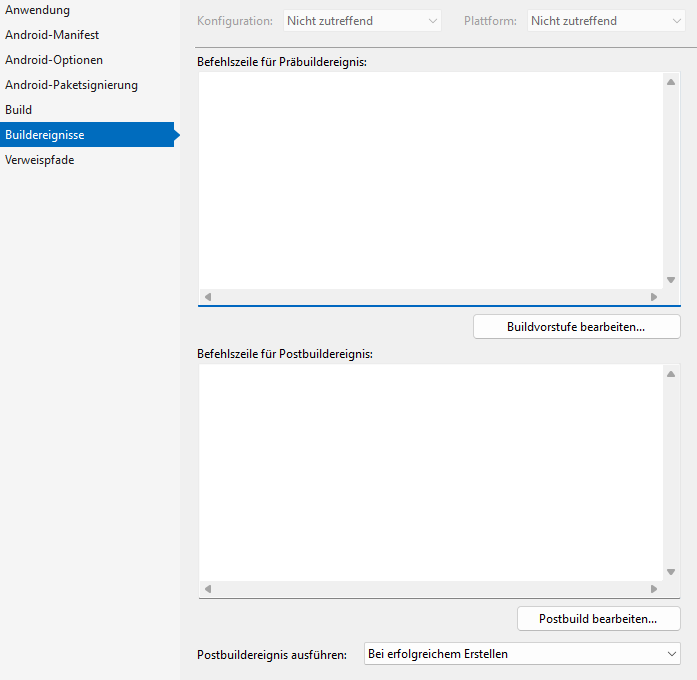 Anwendung
Android-Manifest
Android-Optionen
Android-Paketsignierung
Build
Buildereignisse
Verweispfade
Konfiguration: Nicht zutreffend Plattform: Nicht zutreffend
Befehlszeile für Präbuildereignis:
Buildvorstufe bearbeiten...
Befehlszeile für Postbuildereignis:
Postbuild bearbeiten...
Postbuildereignis ausführen: Bei erfolgreichem Erstellen